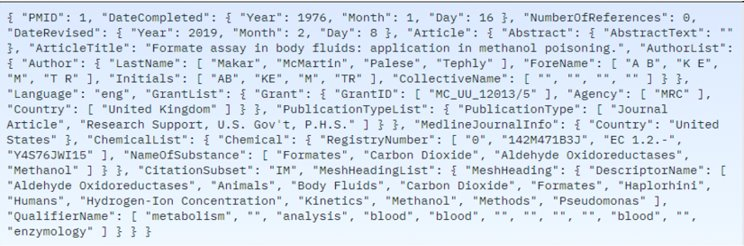 { "PMID": 1, "DateCompleted": { "Year": 1976, "Month": 1, "Day": 16 }, "NumberOfReferences": 0,
"DateRevised": { "Year": 2019, "Month": 2, "Day": 8 }, "Article": { "Abstract": { "AbstractText": ""
}, "ArticleTitle": "Formate assay in body fluids: application in methanol poisoning.", "AuthorList":
{ "Author": { "LastName": [ "Makar", "McMartin", "Palese", "Tephly" ], "ForeName": [ "A B", "K E",
"M", "T R" ], "Initials": [ "AB", "KE", "M", "TR" ], "CollectiveName": [ "", "", "", "" ] } },
"Language": "eng", "GrantList": { "Grant": { "GrantID": [ "MC_UU_12013/5" ], "Agency": [ "MRC" ],
"Country": [ "United Kingdom" ] } }, "PublicationTypeList": { "PublicationType": [ "Journal
Article", "Research Support, U.S. Gov't, P.H.S." ] } }, "MedlineJournalInfo": { "Country": "United
States" }, "ChemicalList": { "Chemical": { "RegistryNumber": [ "0", "142M471B3J", "EC 1.2.-",
"Y4S76JWI15" ], "NameOfSubstance": [ "Formates", "Carbon Dioxide", "Aldehyde Oxidoreductases",
"Methanol" ] } }, "CitationSubset": "IM", "MeshHeadingList": { "MeshHeading": { "DescriptorName": [
"Aldehyde Oxidoreductases", "Animals", "Body Fluids", "Carbon Dioxide", "Formates", "Haplorhini",
"Humans", "Hydrogen-Ion Concentration", "Kinetics", "Methanol", "Methods", "Pseudomonas" ],
"QualifierName": [ "metabolism", "", "analysis", "blood", "blood", "", "", "", "", "blood", "",
"enzymology" ] } } }